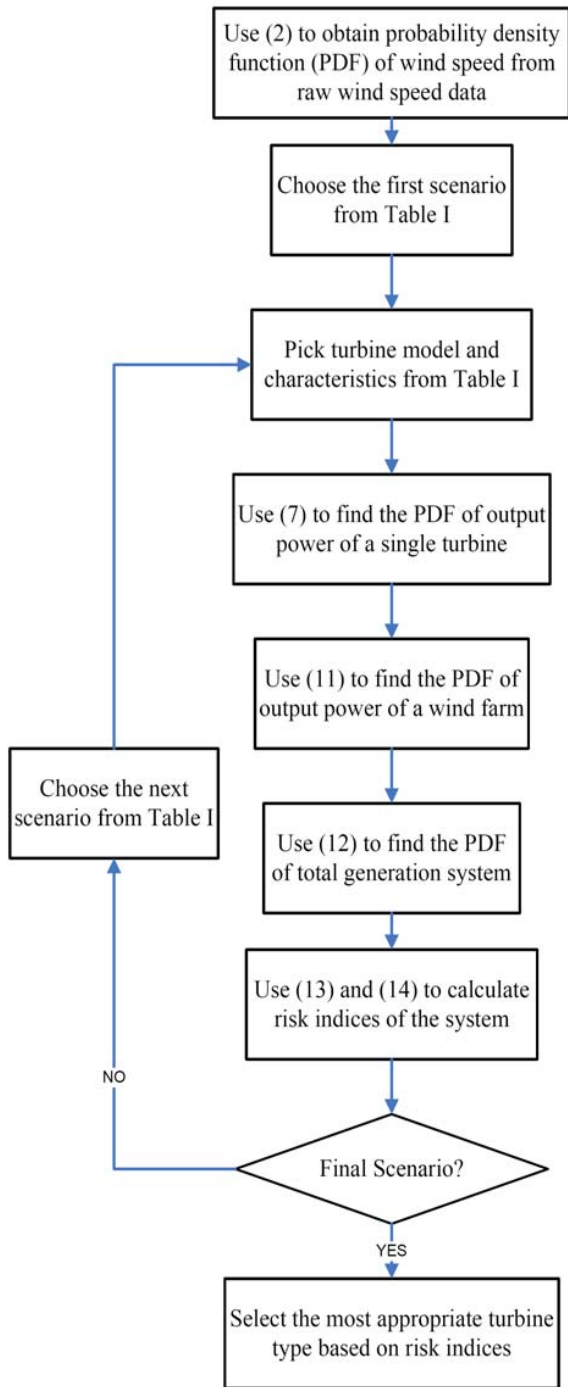 Use (2) to obtain probability density
function (PDF) of wind speed from
raw wind speed data
Choose the first scenario
from Table I
Pick turbine model and
characteristics from Table I
Use (7) to find the PDF of output
power of a single turbine
Use (11) to find the PDF of
output power of a wind farm
Choose the next
scenario from Table I
Use (12) to find the PDF
of total generation system
Use (13) and (14) to calculate
risk indices of the system
NO
Final Scenario?
YES
Select the most appropriate turbine
type based on risk indices